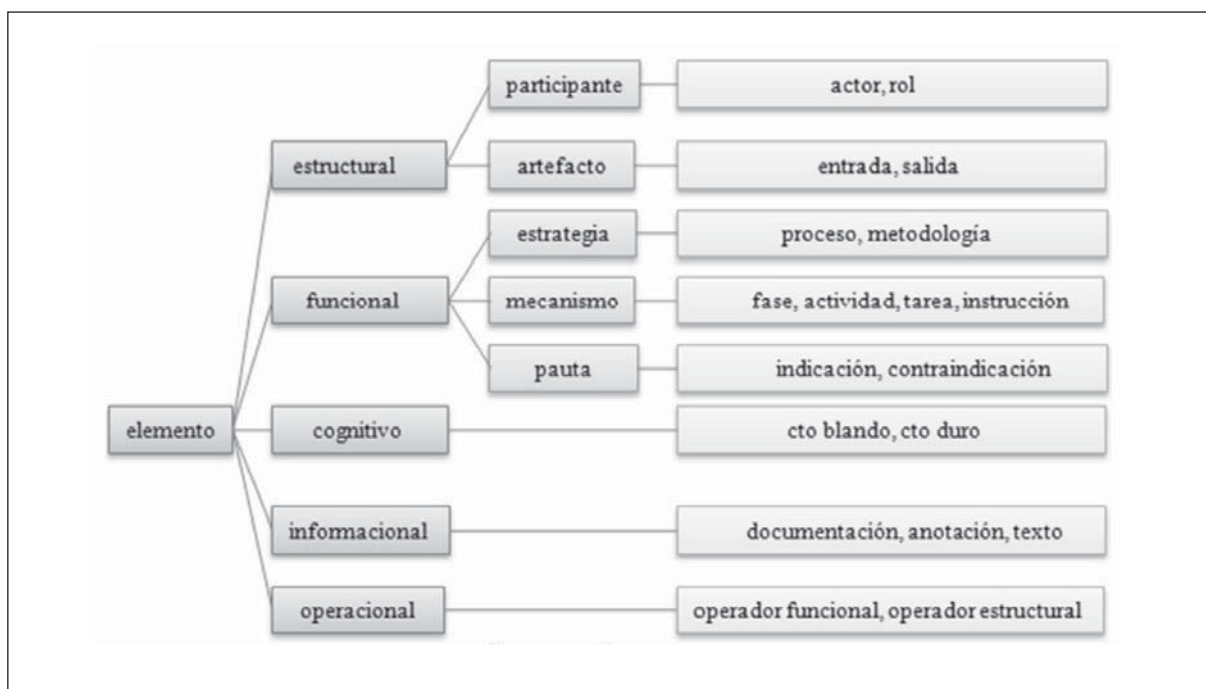 participante
actor, rol
estructural
artefacto
entrada, salida
estrategia
proceso, metodología
funcional
mecanismo
fase, actividad, tarea, instrucción
pauta
indicación, contraindicación
elemento
cognitivo
cto blando, cto duro
informacional
documentación, anotación, texto
operacional
operador funcional, operador estructural